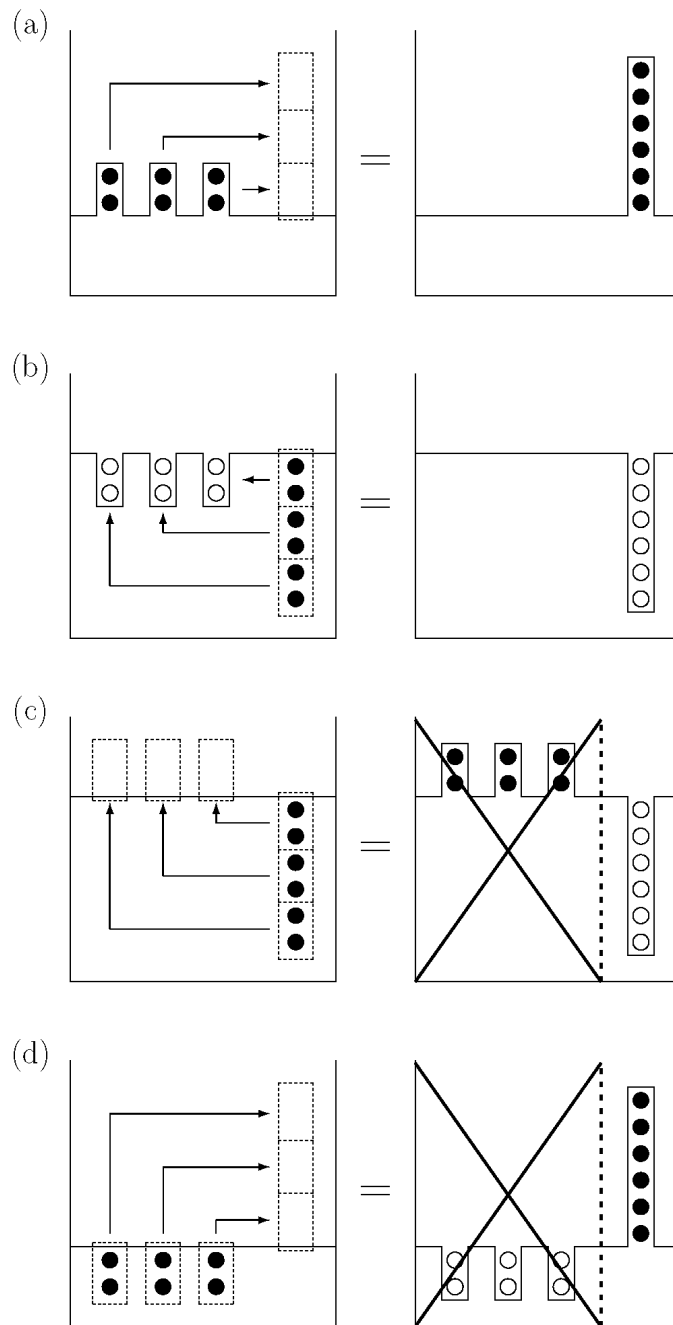 (a)
=
(b)
=
(c)
=
(d)
=